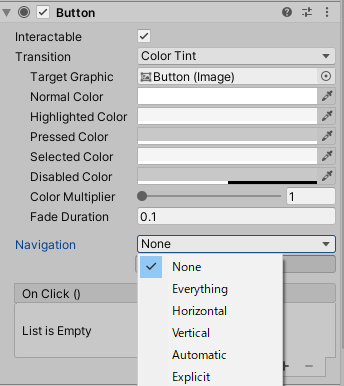 Button
Interactable
Transition Color Tint
Target Graphic Button (Image)
Normal Color
Highlighted Color
Pressed Color
Selected Color
Disabled Color
Color Multiplier 1
Fade Duration 0.1
Navigation None
None
Everything
Horizontal
Vertical
Automatic
Explicit
On Click ()
List is Empty